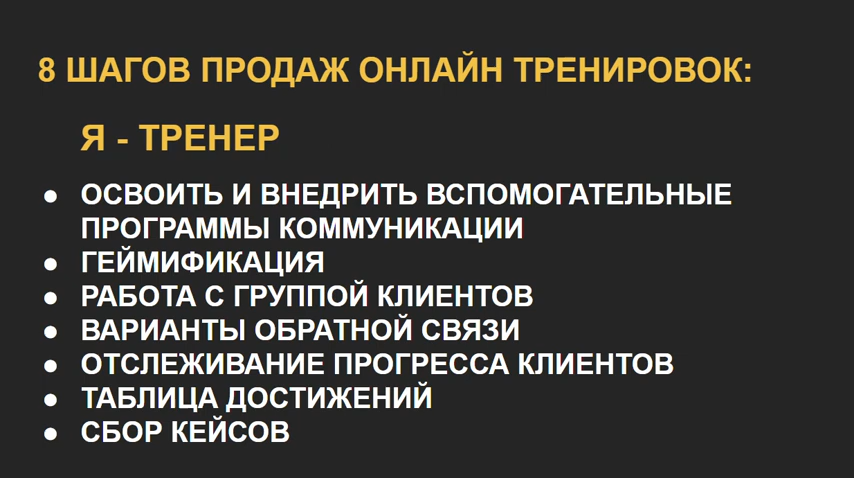 8 ШАГОВ ПРОДАЖ ОНЛАЙН ТРЕНИРОВОК:
Я - ТРЕНЕР
● ОСВОИТЬ И ВНЕДРИТЬ ВСПОМОГАТЕЛЬНЫЕ
ПРОГРАММЫ КОММУНИКАЦИИ
● ГЕЙМИФИКАЦИЯ
● РАБОТА С ГРУППОЙ КЛИЕНТОВ
● ВАРИАНТЫ ОБРАТНОЙ СВЯЗИ
● ОТСЛЕЖИВАНИЕ ПРОГРЕССА КЛИЕНТОВ
● ТАБЛИЦА ДОСТИЖЕНИЙ
● СБОР КЕЙСОВ